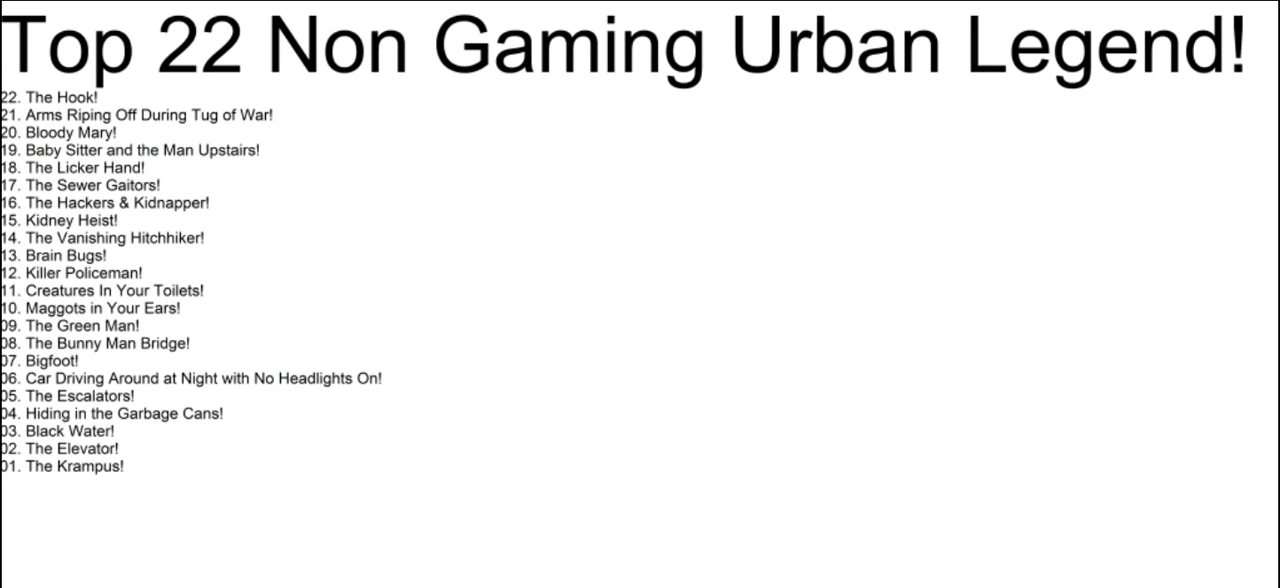 Top 22 Non Gaming Urban Legend!
22. The Hook!
21. Arms Riping Off During Tug of War!
20. Bloody Mary!
19. Baby Sitter and the Man Upstairs!
18. The Licker Hand!
17. The Sewer Gaitors!
16. The Hackers & Kidnapper!
15. Kidney Heist!
14. The Vanishing Hitchhiker!
13. Brain Bugs!
12. Killer Policeman!
11. Creatures In Your Toilets!
10. Maggots in Your Ears!
09. The Green Man!
08. The Bunny Man Bridge!
07. Bigfoot!
06. Car Driving Around at Night with No Headlights On!
05. The Escalators!
04. Hiding in the Garbage Cans!
03. Black Water!
02. The Elevator!
01. The Krampus!